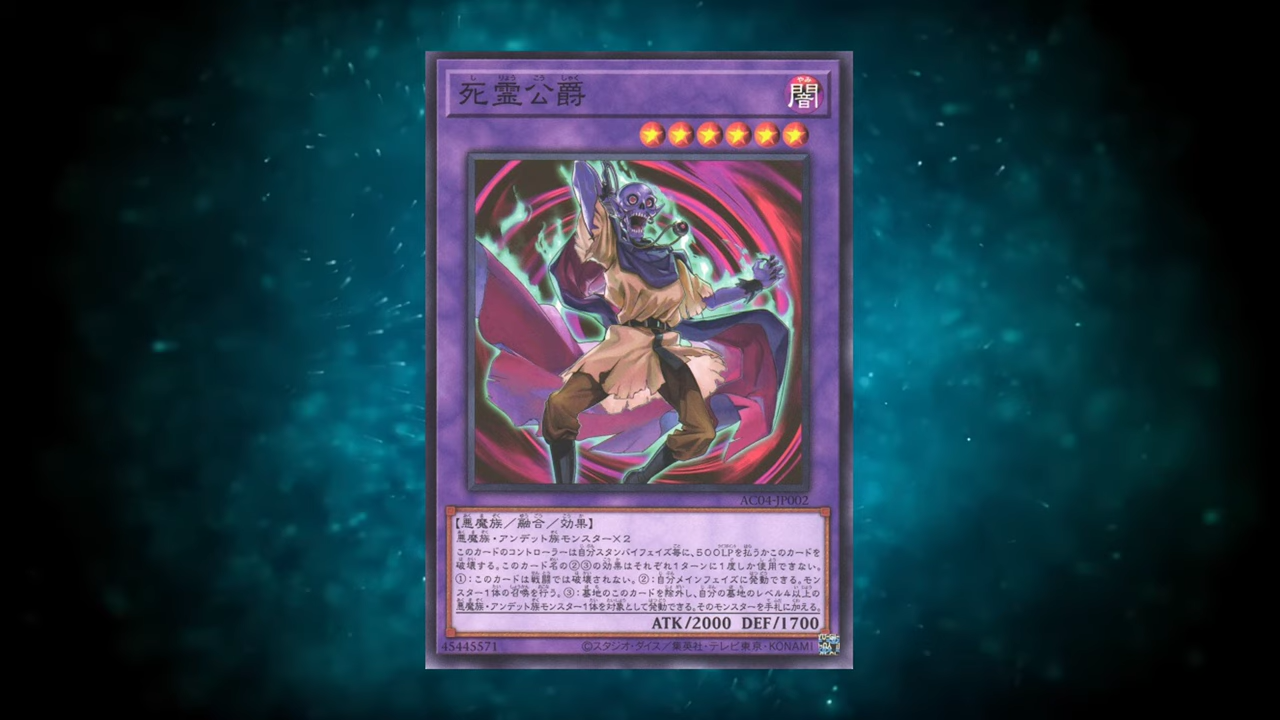 死霊公爵
闇
AC04-JP002
【悪魔族／融合／効果】
悪魔族・アンデット族モンスター×2
このカードのコントローラーは自分スタンバイフェイズ毎に、500LPを払うかこのカードを
破壊する。このカード名の②③の効果はそれぞれ1ターンに1度しか使用できない。
①：このカードは戦闘では破壊されない。②：自分メインフェイズに発動できる。モン
スター1体の召喚を行う。③：墓地のこのカードを除外し、自分の墓地のレベル4以上の
悪魔族・アンデット族モンスター1体を対象として発動できる。そのモンスターを手札に加える。
ATK/2000 DEF/1700
45445571 ©スタジオ・ダイス／集英社・テレビ東京・KONAMI